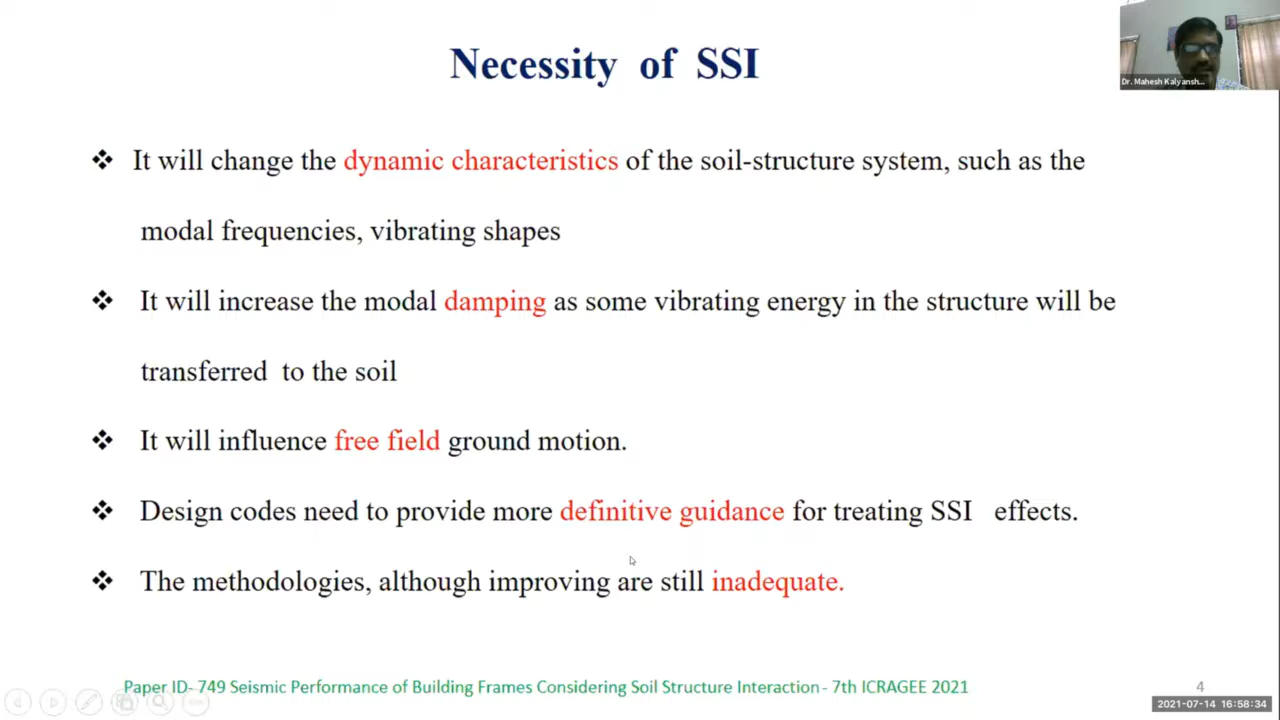 Necessity of SSI
Dr. Mahesh Kalyansh...
❖ It will change the dynamic characteristics of the soil-structure system, such as the
modal frequencies, vibrating shapes
❖ It will increase the modal damping as some vibrating energy in the structure will be
transferred to the soil
❖ It will influence free field ground motion.
❖ Design codes need to provide more definitive guidance for treating SSI effects.
❖ The methodologies, although improving are still inadequate.
Paper ID- 749 Seismic Performance of Building Frames Considering Soil Structure Interaction - 7th ICRAGEE 2021
4
2021-07-14 16:58:34